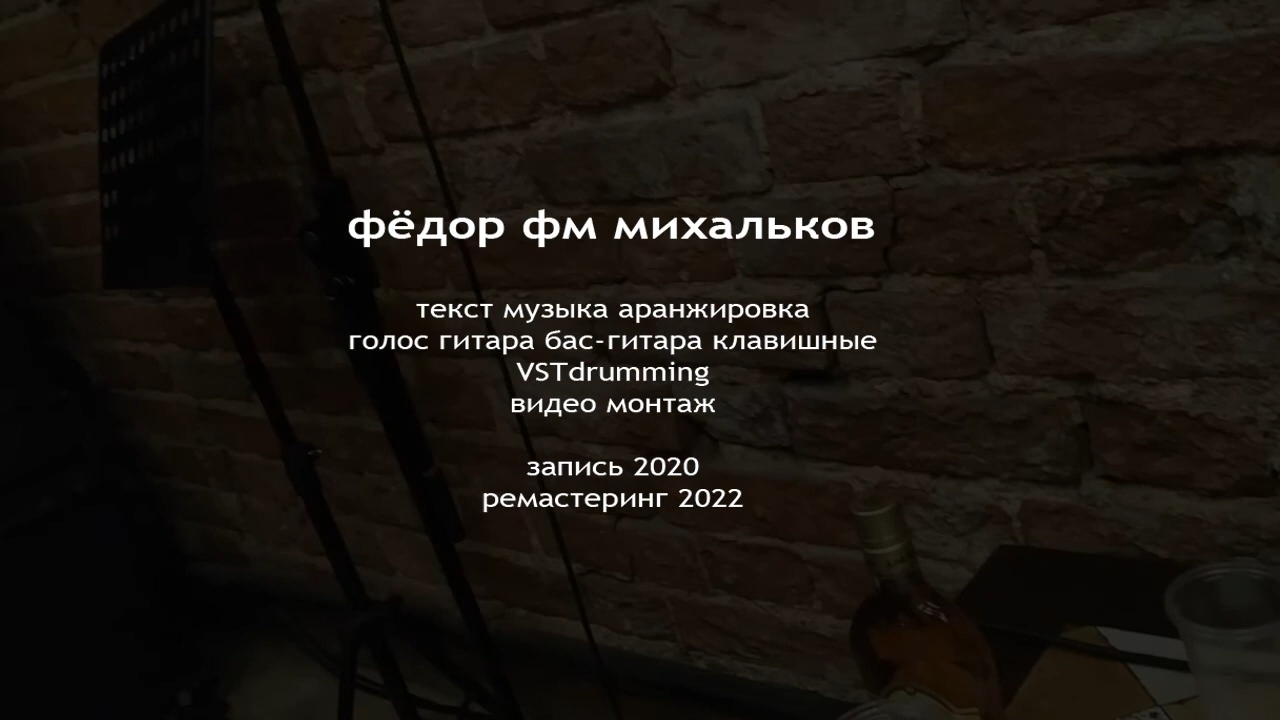 фёдор фм михальков
текст музыка аранжировка
голос гитара бас-гитара клавишные
VSTdrumming
видео монтаж
запись 2020
ремастеринг 2022